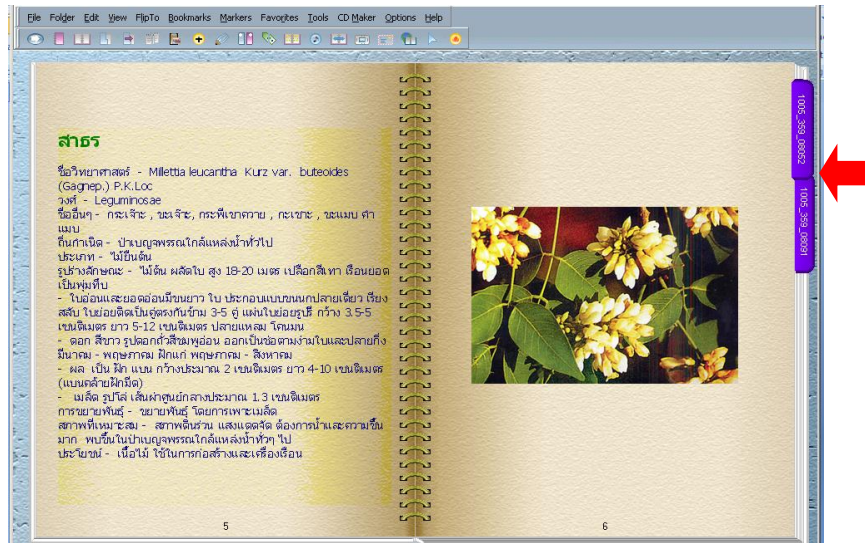 File Folder Edit View FlipTo Bookmarks Markers Favorites Tools CD Maker Options Help
สาธร
ชื่อวิทยาศาสตร์ - Millettia leucantha Kurz var. buteoides
(Gagnep.) P.K.Loc
วงศ์ - Leguminosae
ชื่ออื่นๆ - กระเจ๊าะ , ขะเจ๊าะ, กระพี้เขาควาย , กะเซาะ , ขะแมบ คำ
แมบ
ถิ่นกำเนิด - ป่าเบญจพรรณใกล้แหล่งน้ำทั่วไป
ประเภท - ไม้ยืนต้น
รูปร่างลักษณะ - ไม้ต้น ผลัดใบ สูง 18-20 เมตร เปลือกสีเทา เรือนยอด
เป็นพุ่มทึบ
- ใบอ่อนและยอดอ่อนมีขนยาว ใบ ประกอบแบบขนนกปลายเดียว เรียง
สลับ ใบย่อยติดเป็นคู่ตรงกันข้าม 3-5 คู่ แผ่นใบย่อยรูปรี กว้าง 3.5-5
เซนติเมตร ยาว 5-12 เซนติเมตร ปลายแหลม โคนมน
- ดอก สีขาว รูปดอกถั่วสีชมพูอ่อน ออกเป็นช่อตามง่ามใบและปลายกิ่ง
มีนาคม - พฤษภาคม ฝักแก่ พฤษภาคม - สิงหาคม
- ผล เป็น ฝัก แบน กว้างประมาณ 2 เซนติเมตร ยาว 4-10 เซนติเมตร
(แบนคล้ายฝักมีด)
- เมล็ด รูปโล่ เส้นผ่าศูนย์กลางประมาณ 1.3 เซนติเมตร
การขยายพันธุ์ - ขยายพันธุ์ โดยการเพาะเมล็ด
สภาพที่เหมาะสม - สภาพดินร่วน แสงแดดจัด ต้องการน้ำและความชื้น
มาก พบขึ้นในป่าเบญจพรรณใกล้แหล่งน้ำทั่วๆ ไป
ประโยชน์ - เนื้อไม้ ใช้ในการก่อสร้างและเครื่องเรือน
5
6
1005_359_08052
1005_359_08091